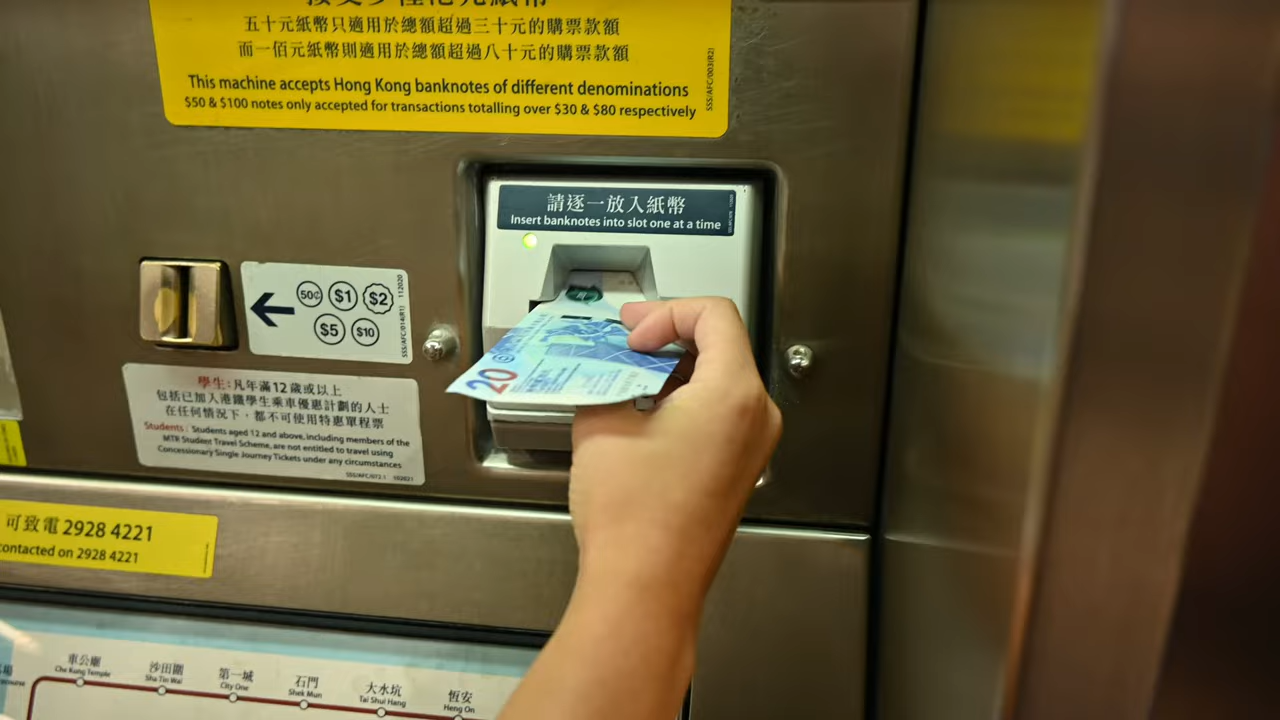 五十元紙幣只適用於總額超過三十元的購票款額
而一佰元紙幣則適用於總額超過八十元的購票款額
This machine accepts Hong Kong banknotes of different denominations
$50 & $100 notes only accepted for transactions totalling over $30 & $80 respectively
SSS/AFC/003(R2)
請逐一放入紙幣
Insert banknotes into slot one at a time
50¢ $1 $2
$5 $10
SSS/AFC/014(R1) 112020
20
學生：凡年滿12歲或以上
包括已加入港鐵學生乘車優惠計劃的人士
在任何情況下，都不可使用特惠單程票
Students : Students aged 12 and above, including members of the
MTR Student Travel Scheme, are not entitled to travel using
Concessionary Single Journey Tickets under any circumstances
可致電 2928 4221
contacted on 2928 4221
車公廟
Che Kung Temple
沙田圍
Sha Tin Wai
第一城
City One
石門
Shek Mun
大水坑
Tai Shui Hang
恆安
Heng On